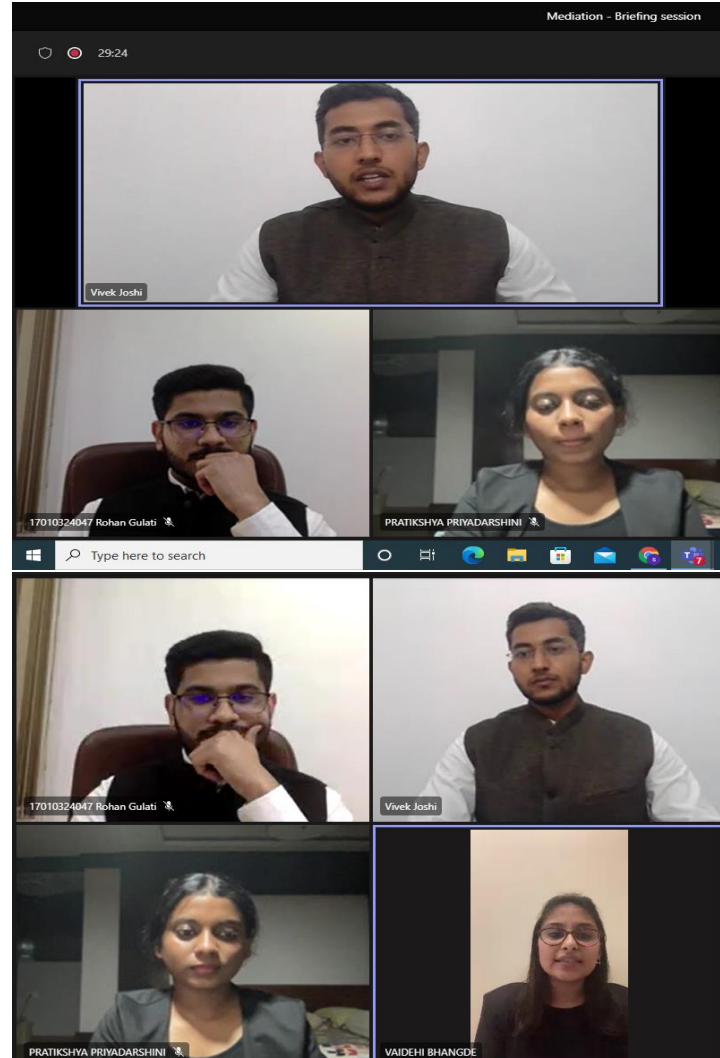 Mediation - Briefing session
29:24
Vivek Joshi
17010324047 Rohan Gulati
PRATIKSHYA PRIYADARSHINI
Type here to search
7
17010324047 Rohan Gulati
Vivek Joshi
PRATIKSHYA PRIYADARSHINI
VAIDEHI BHANGDE